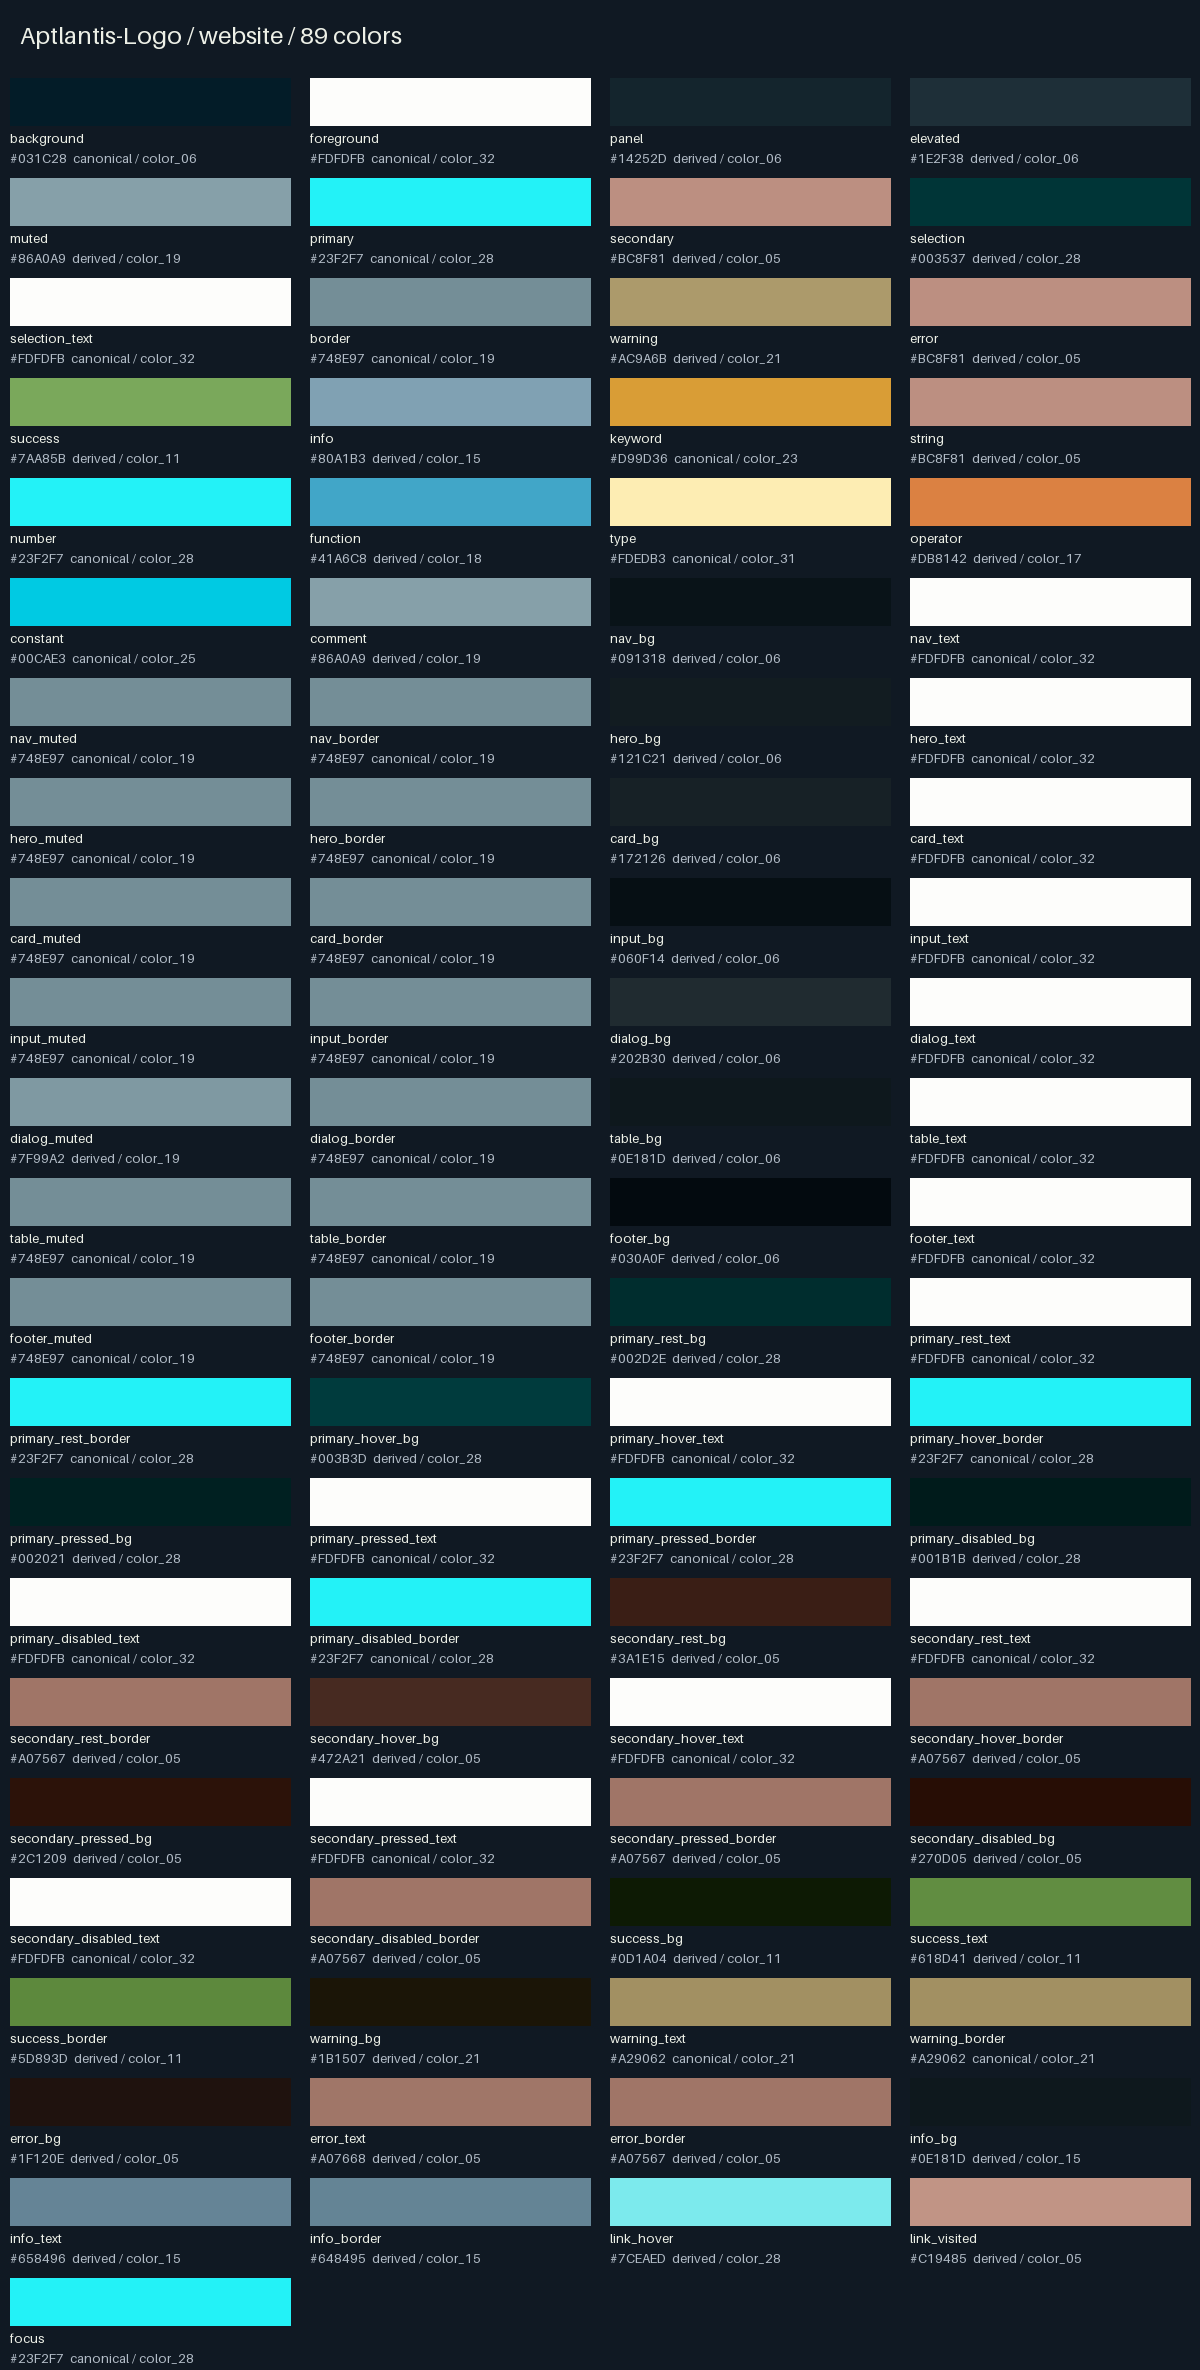 Aptlantis-Logo / website / 89 colors
background
#031C28 canonical / color_06
foreground
#FDFDFB canonical / color_32
panel
#14252D derived / color_06
elevated
#1E2F38 derived / color_06
muted
#86A0A9 derived / color_19
primary
#23F2F7 canonical / color_28
secondary
#BC8F81 derived / color_05
selection
#003537 derived / color_28
selection_text
#FDFDFB canonical / color_32
border
#748E97 canonical / color_19
warning
#AC9A6B derived / color_21
error
#BC8F81 derived / color_05
success
#7AA85B derived / color_11
info
#80A1B3 derived / color_15
keyword
#D99D36 canonical / color_23
string
#BC8F81 derived / color_05
number
#23F2F7 canonical / color_28
function
#41A6C8 derived / color_18
type
#FDEDB3 canonical / color_31
operator
#DB8142 derived / color_17
constant
#00CAE3 canonical / color_25
comment
#86A0A9 derived / color_19
nav_bg
#091318 derived / color_06
nav_text
#FDFDFB canonical / color_32
nav_muted
#748E97 canonical / color_19
nav_border
#748E97 canonical / color_19
hero_bg
#121C21 derived / color_06
hero_text
#FDFDFB canonical / color_32
hero_muted
#748E97 canonical / color_19
hero_border
#748E97 canonical / color_19
card_bg
#172126 derived / color_06
card_text
#FDFDFB canonical / color_32
card_muted
#748E97 canonical / color_19
card_border
#748E97 canonical / color_19
input_bg
#060F14 derived / color_06
input_text
#FDFDFB canonical / color_32
input_muted
#748E97 canonical / color_19
input_border
#748E97 canonical / color_19
dialog_bg
#202B30 derived / color_06
dialog_text
#FDFDFB canonical / color_32
dialog_muted
#7F99A2 derived / color_19
dialog_border
#748E97 canonical / color_19
table_bg
#0E181D derived / color_06
table_text
#FDFDFB canonical / color_32
table_muted
#748E97 canonical / color_19
table_border
#748E97 canonical / color_19
footer_bg
#030A0F derived / color_06
footer_text
#FDFDFB canonical / color_32
footer_muted
#748E97 canonical / color_19
footer_border
#748E97 canonical / color_19
primary_rest_bg
#002D2E derived / color_28
primary_rest_text
#FDFDFB canonical / color_32
primary_rest_border
#23F2F7 canonical / color_28
primary_hover_bg
#003B3D derived / color_28
primary_hover_text
#FDFDFB canonical / color_32
primary_hover_border
#23F2F7 canonical / color_28
primary_pressed_bg
#002021 derived / color_28
primary_pressed_text
#FDFDFB canonical / color_32
primary_pressed_border
#23F2F7 canonical / color_28
primary_disabled_bg
#001B1B derived / color_28
primary_disabled_text
#FDFDFB canonical / color_32
primary_disabled_border
#23F2F7 canonical / color_28
secondary_rest_bg
#3A1E15 derived / color_05
secondary_rest_text
#FDFDFB canonical / color_32
secondary_rest_border
#A07567 derived / color_05
secondary_hover_bg
#472A21 derived / color_05
secondary_hover_text
#FDFDFB canonical / color_32
secondary_hover_border
#A07567 derived / color_05
secondary_pressed_bg
#2C1209 derived / color_05
secondary_pressed_text
#FDFDFB canonical / color_32
secondary_pressed_border
#A07567 derived / color_05
secondary_disabled_bg
#270D05 derived / color_05
secondary_disabled_text
#FDFDFB canonical / color_32
secondary_disabled_border
#A07567 derived / color_05
success_bg
#0D1A04 derived / color_11
success_text
#618D41 derived / color_11
success_border
#5D893D derived / color_11
warning_bg
#1B1507 derived / color_21
warning_text
#A29062 canonical / color_21
warning_border
#A29062 canonical / color_21
error_bg
#1F120E derived / color_05
error_text
#A07668 derived / color_05
error_border
#A07567 derived / color_05
info_bg
#0E181D derived / color_15
info_text
#658496 derived / color_15
info_border
#648495 derived / color_15
link_hover
#7CEAED derived / color_28
link_visited
#C19485 derived / color_05
focus
#23F2F7 canonical / color_28